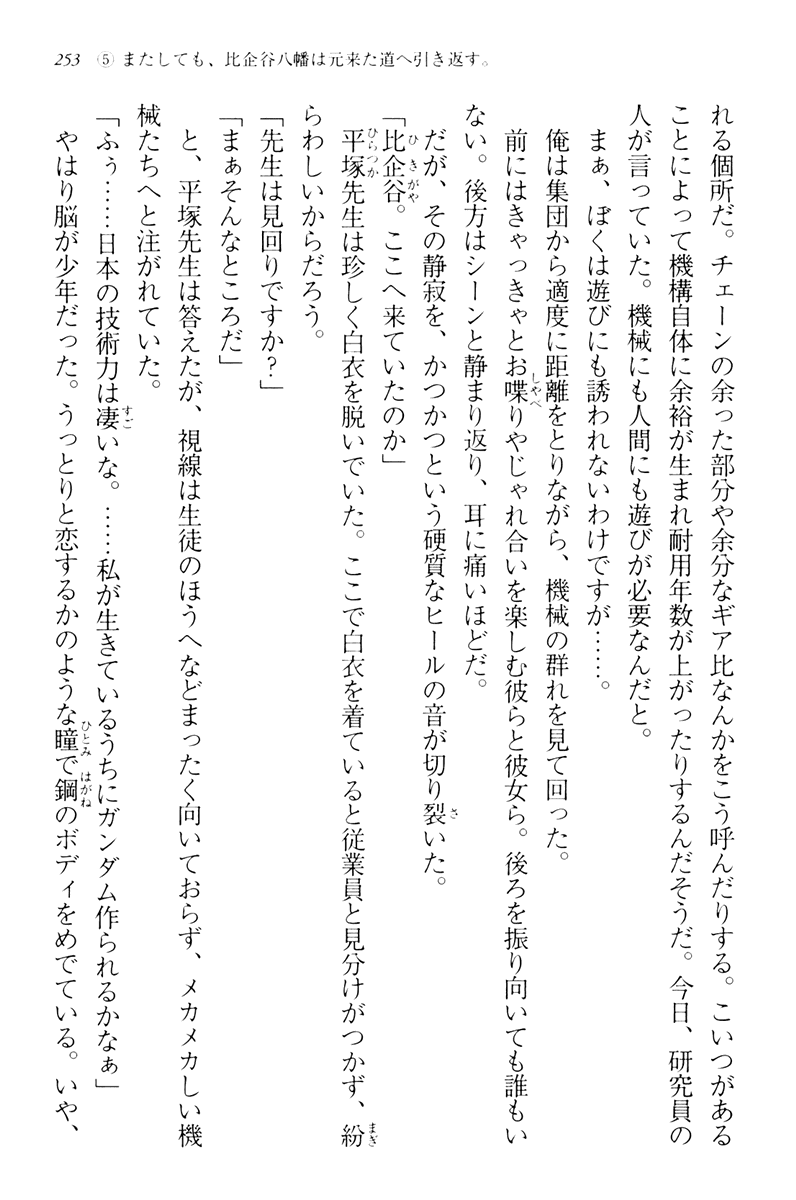 253　⑤ またしても、比企谷八幡は元来た道へ引き返す。
れる個所だ。チェーンの余った部分や余分なギア比なんかをこう呼んだりする。こいつがある
ことによって機構自体に余裕が生まれ耐用年数が上がったりするんだそうだ。今日、研究員の
人が言っていた。機械にも人間にも遊びが必要なんだと。
　まぁ、ぼくは遊びにも誘われないわけですが……。
　俺は集団から適度に距離をとりながら、機械の群れを見て回った。
　前にはきゃっきゃとお喋りやじゃれ合いを楽しむ彼らと彼女ら。後ろを振り向いても誰もい
ない。後方はシーンと静まり返り、耳に痛いほどだ。
　だが、その静寂を、かつかつという硬質なヒールの音が切り裂いた。
「比企谷。ここへ来ていたのか」
　平塚先生は珍しく白衣を脱いでいた。ここで白衣を着ていると従業員と見分けがつかず、紛
らわしいからだろう。
「先生は見回りですか？」
「まぁそんなところだ」
　と、平塚先生は答えたが、視線は生徒のほうへなどまったく向いておらず、メカメカしい機
械たちへと注がれていた。
「ふぅ……日本の技術力は凄いな。……私が生きているうちにガンダム作られるかなぁ」
　やはり脳が少年だった。うっとりと恋するかのような瞳で鋼のボディをめでている。いや、